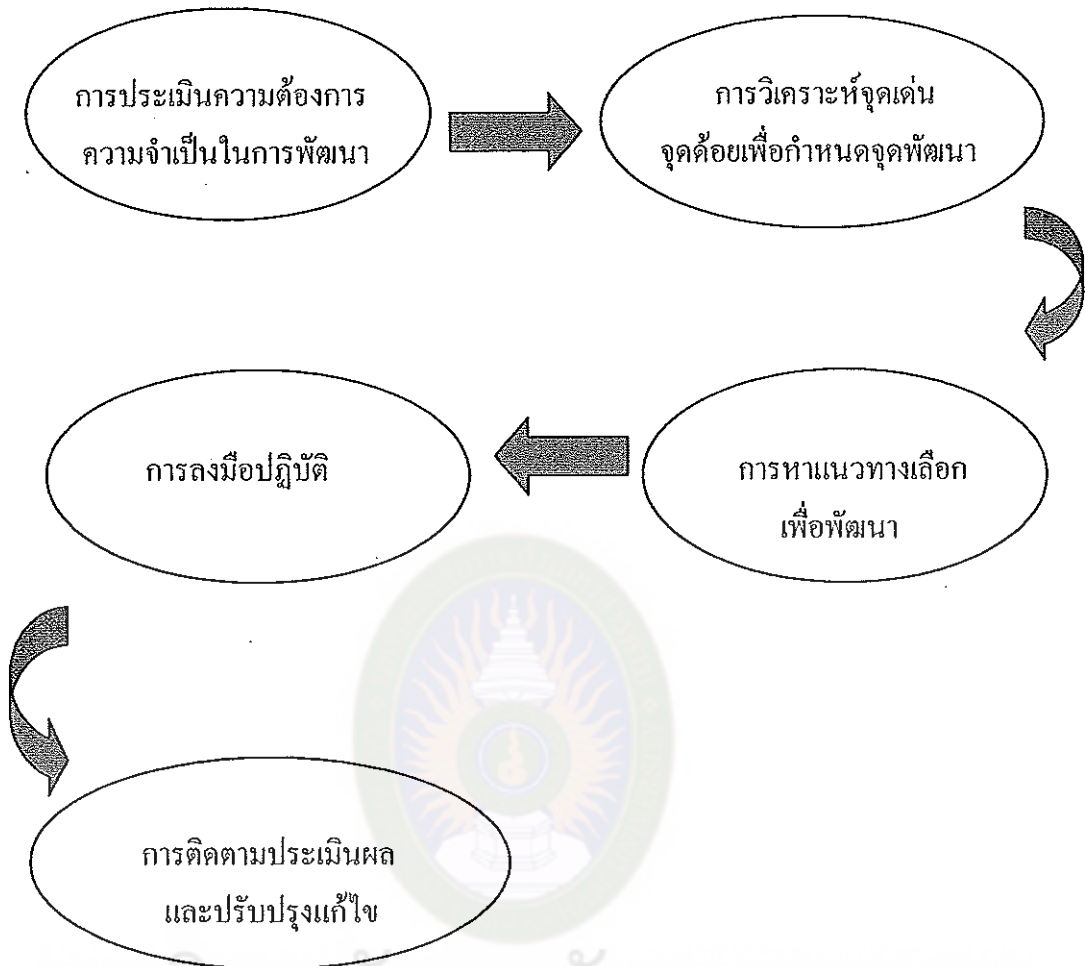 การประเมินความต้องการ
ความจำเป็นในการพัฒนา
การวิเคราะห์จุดเด่น
จุดด้อยเพื่อกำหนดจุดพัฒนา
การหาแนวทางเลือก
เพื่อพัฒนา
การลงมือปฏิบัติ
การติดตามประเมินผล
และปรับปรุงแก้ไข